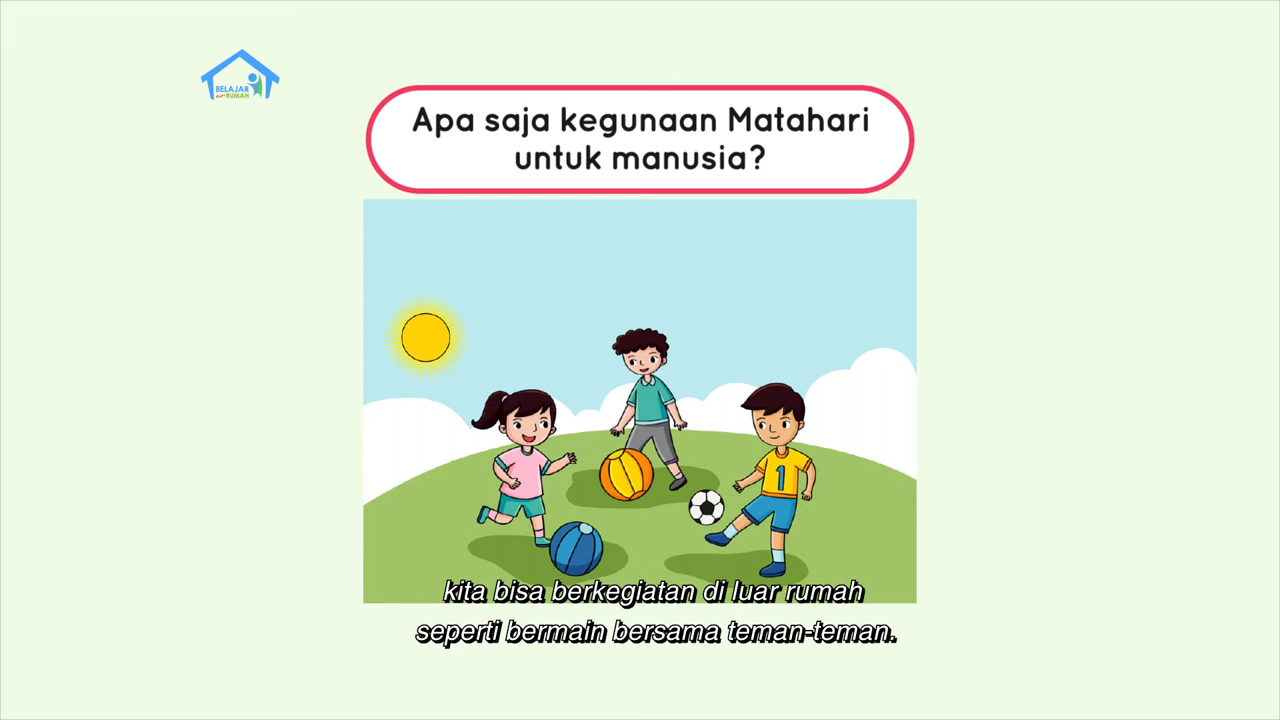 BELAJAR
dari RUMAH
Apa saja kegunaan Matahari
untuk manusia?
1
kita bisa berkegiatan di luar rumah
seperti bermain bersama teman-teman.